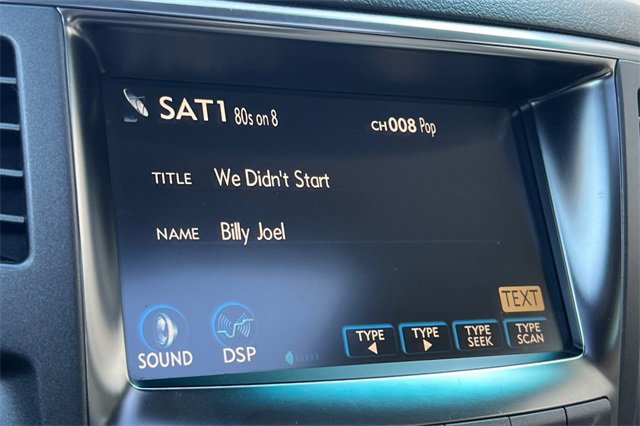 SAT1 80s on 8 CH008 Pop
TITLE We Didn't Start
NAME Billy Joel
TEXT
SOUND DSP TYPE ◀ TYPE ▶ TYPE SEEK TYPE SCAN